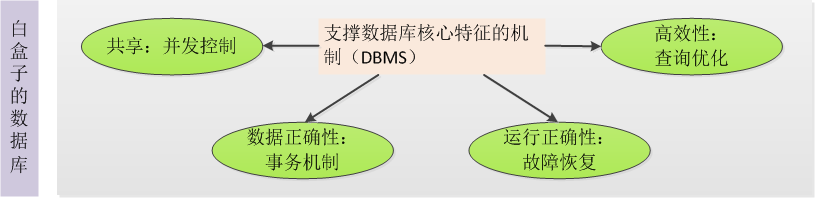 白盒子的数据库
支撑数据库核心特征的机
制（DBMS）
共享：并发控制
高效性：
查询优化
数据正确性：
事务机制
运行正确性：
故障恢复